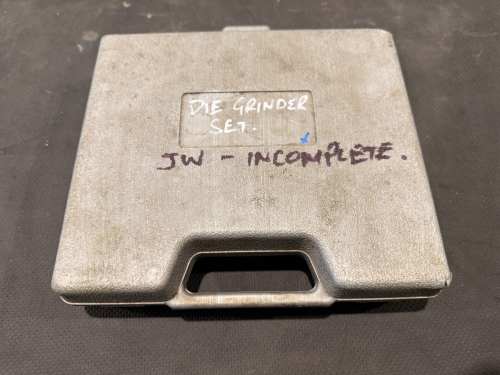 DIE GRINDER
SET.
JW - INCOMPLETE.